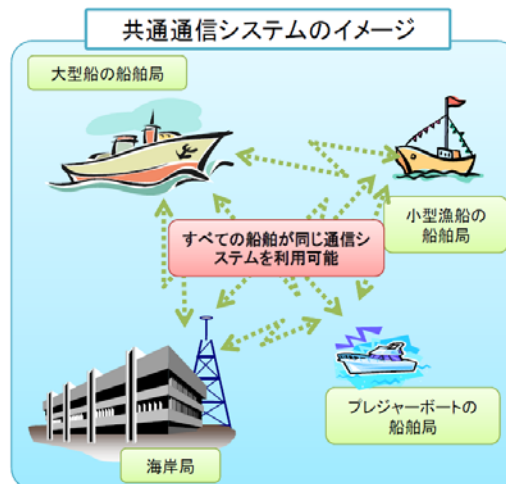 共通通信システムのイメージ
大型船の船舶局
小型漁船の
船舶局
すべての船舶が同じ通信シ
ステムを利用可能
プレジャーボートの
船舶局
海岸局